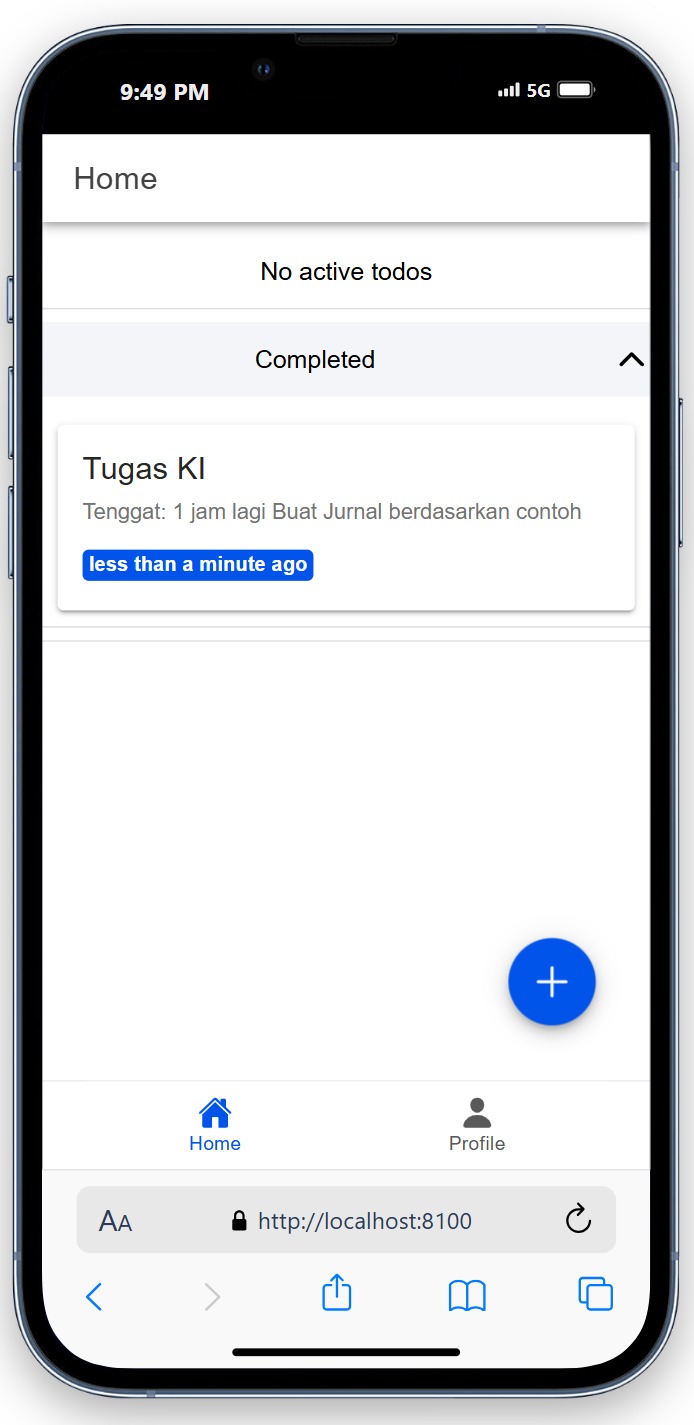 9:49 PM 5G
Home
No active todos
Completed
Tugas KI
Tenggat: 1 jam lagi Buat Jurnal berdasarkan contoh
less than a minute ago
Home Profile
AA http://localhost:8100